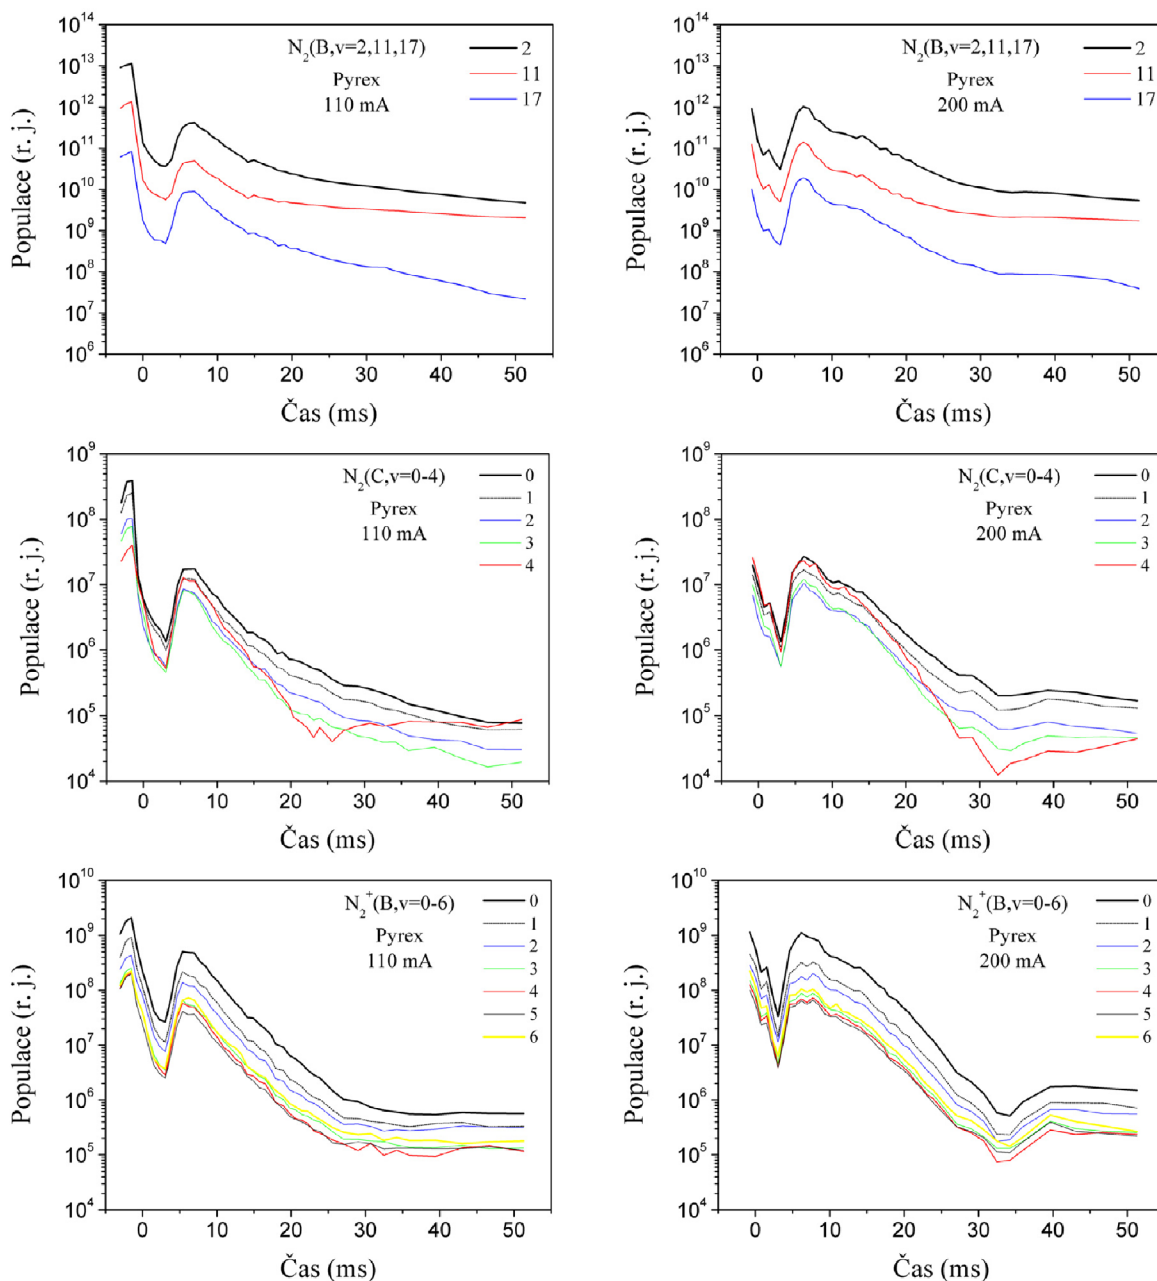 10^14
10^13
10^12
10^11
10^10
10^9
10^8
10^7
10^6
Populace (r. j.)
N₂(B,v=2,11,17)
Pyrex
110 mA
2
11
17
0 10 20 30 40 50
Čas (ms)
10^14
10^13
10^12
10^11
10^10
10^9
10^8
10^7
10^6
Populace (r. j.)
N₂(B,v=2,11,17)
Pyrex
200 mA
2
11
17
0 10 20 30 40 50
Čas (ms)
10^9
10^8
10^7
10^6
10^5
10^4
Populace (r. j.)
N₂(C,v=0-4)
Pyrex
110 mA
0
1
2
3
4
0 10 20 30 40 50
Čas (ms)
10^9
10^8
10^7
10^6
10^5
10^4
Populace (r. j.)
N₂(C,v=0-4)
Pyrex
200 mA
0
1
2
3
4
0 10 20 30 40 50
Čas (ms)
10^10
10^9
10^8
10^7
10^6
10^5
10^4
Populace (r. j.)
N₂⁺(B,v=0-6)
Pyrex
110 mA
0
1
2
3
4
5
6
0 10 20 30 40 50
Čas (ms)
10^10
10^9
10^8
10^7
10^6
10^5
10^4
Populace (r. j.)
N₂⁺(B,v=0-6)
Pyrex
200 mA
0
1
2
3
4
5
6
0 10 20 30 40 50
Čas (ms)